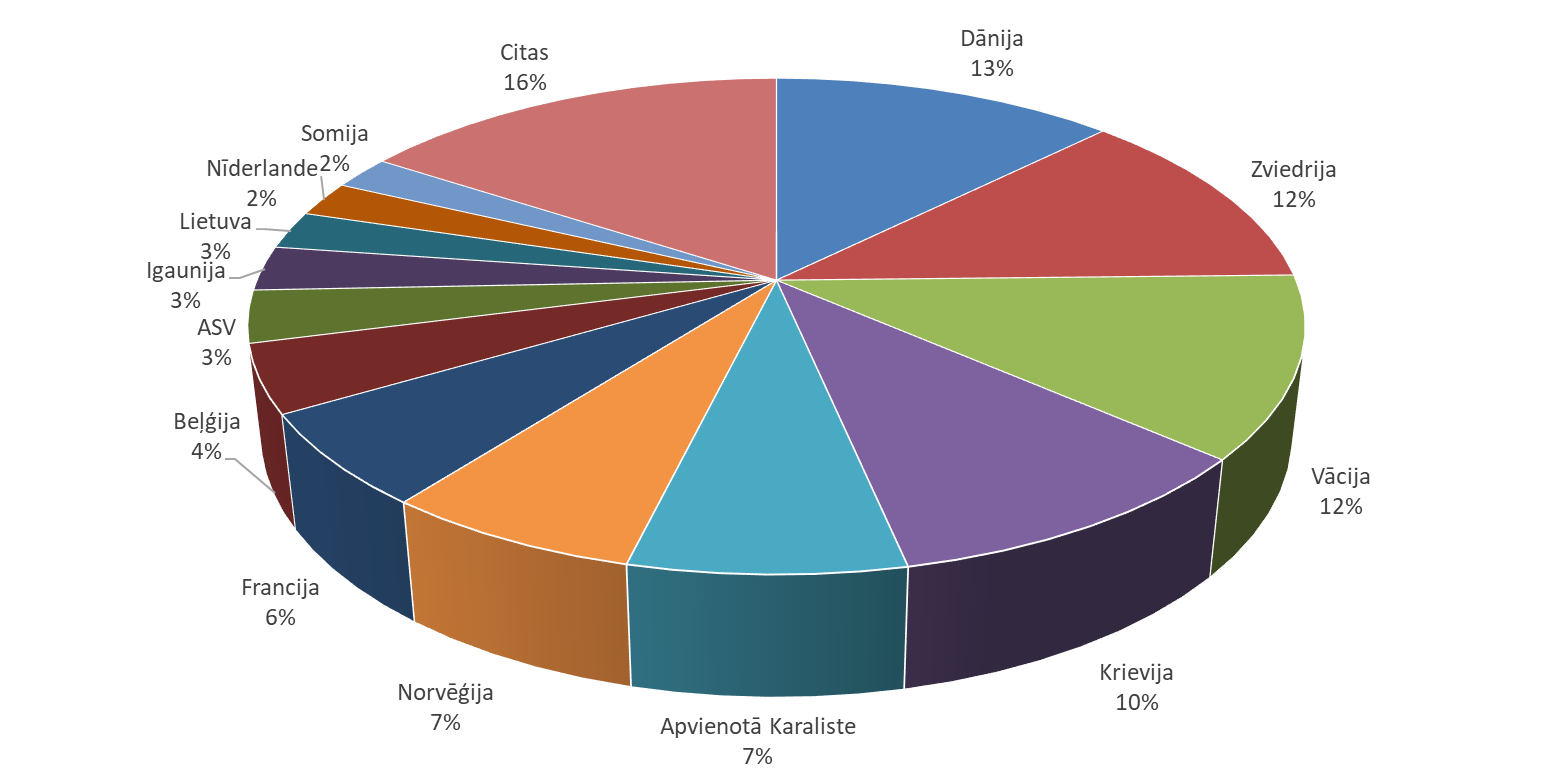 Dānija
13%
Zviedrija
12%
Vācija
12%
Krievija
10%
Apvienotā Karaliste
7%
Norvēģija
7%
Francija
6%
Beļģija
4%
ASV
3%
Igaunija
3%
Lietuva
3%
Nīderlande
2%
Somija
2%
Citas
16%